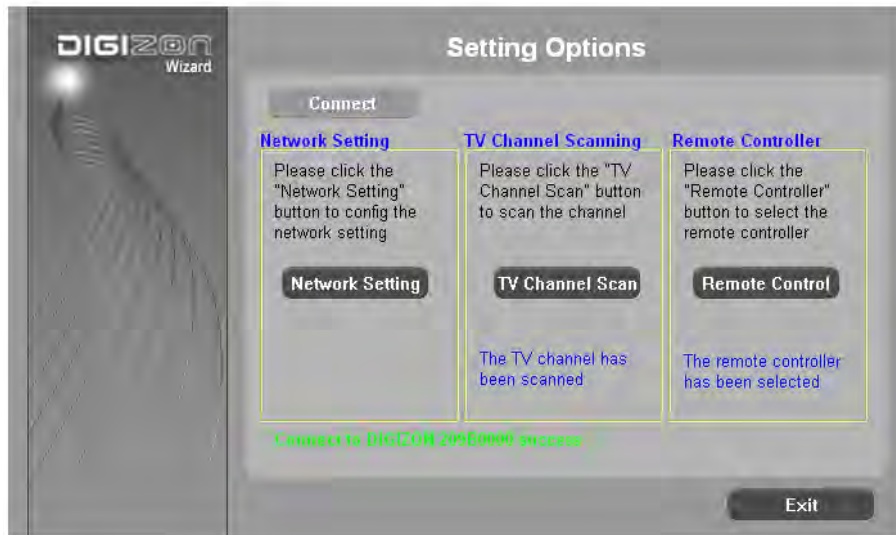 DIGIZON
Wizard
Setting Options
Connect
Network Setting
Please click the
"Network Setting"
button to config the
network setting
Network Setting
TV Channel Scanning
Please click the "TV
Channel Scan" button
to scan the channel
TV Channel Scan
The TV channel has
been scanned
Remote Controller
Please click the
"Remote Controller"
button to select the
remote controller
Remote Control
The remote controller
has been selected
Connect to DIGIZON success
Exit